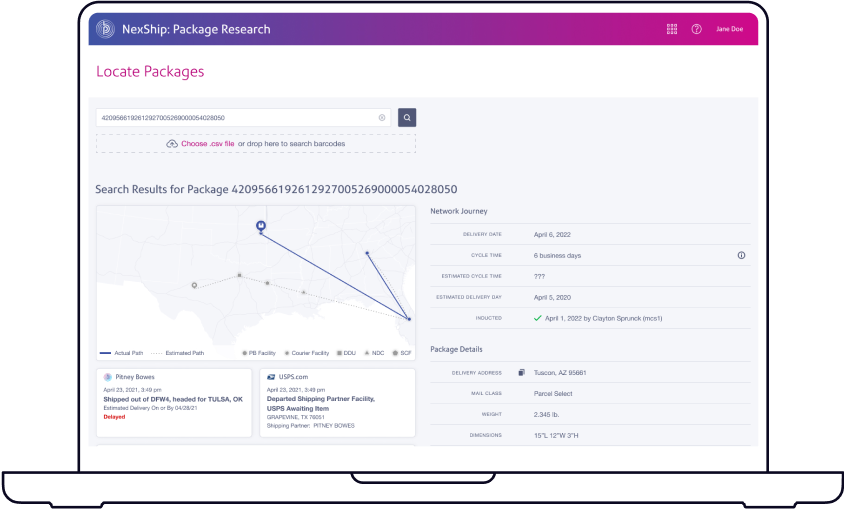 NexShip: Package Research
Jane Doe
Locate Packages
4209566192612927005269000054028050
Choose .csv file or drop here to search barcodes
Search Results for Package 4209566192612927005269000054028050
Actual Path
Estimated Path
PB Facility
Courier Facility
DDU
NDC
SCF
Pitney Bowes
April 23, 2021, 3:49 pm
Shipped out of DFW4, headed for TULSA, OK
Estimated Delivery On or By 04/28/21
Delayed
USPS.com
April 23, 2021, 3:49 pm
Departed Shipping Partner Facility,
USPS Awaiting Item
GRAPEVINE, TX 76051
Shipping Partner: PITNEY BOWES
Network Journey
DELIVERY DATE April 6, 2022
CYCLE TIME 6 business days
ESTIMATED CYCLE TIME ???
ESTIMATED DELIVERY DAY April 5, 2020
INDUCTED April 1, 2022 by Clayton Sprunck (mcs1)
Package Details
DELIVERY ADDRESS Tuscon, AZ 95661
MAIL CLASS Parcel Select
WEIGHT 2.345 lb.
DIMENSIONS 15"L 12"W 3"H